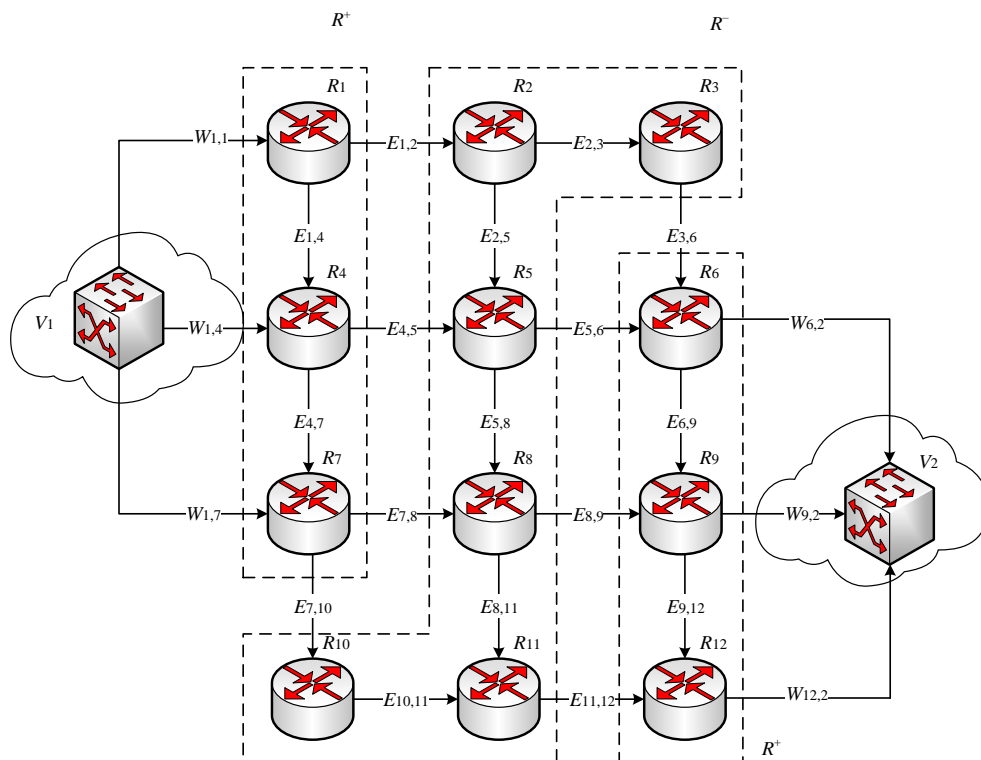 R+
R–
R1
R2
R3
W1,1
E1,2
E2,3
E1,4
E2,5
E3,6
R4
R5
R6
V1
W1,4
E4,5
E5,6
W6,2
E4,7
E5,8
E6,9
R7
R8
R9
V2
W1,7
E7,8
E8,9
W9,2
E7,10
E8,11
E9,12
R10
R11
R12
E10,11
E11,12
W12,2
R+